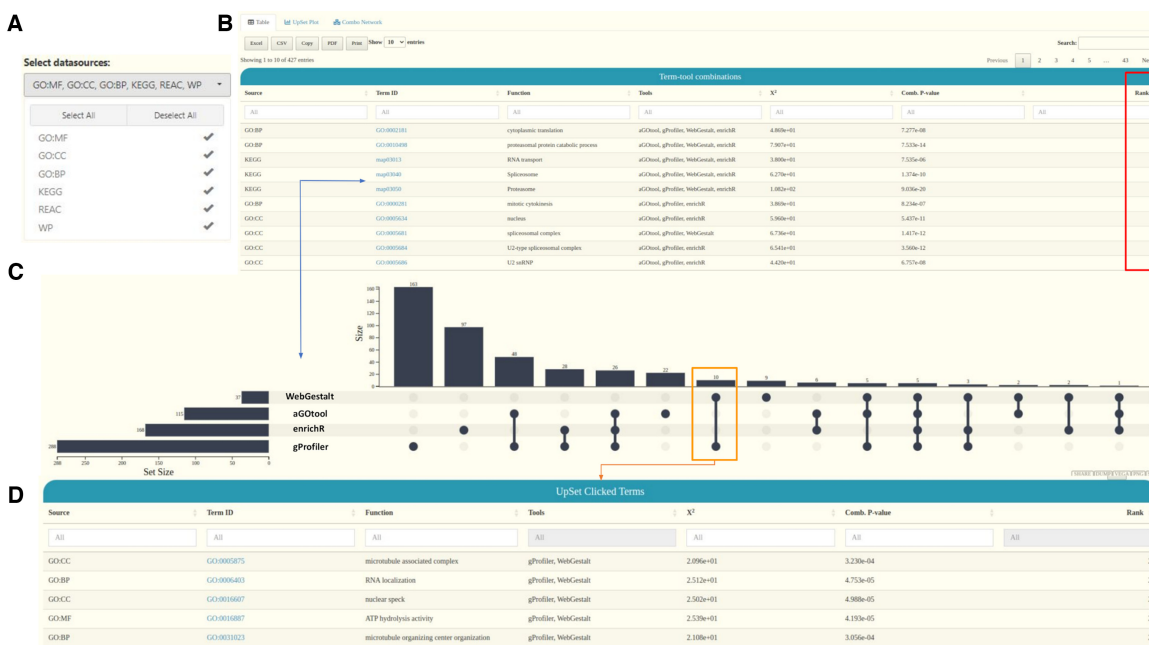 A
Select datasources:
GO:MF, GO:CC, GO:BP, KEGG, REAC, WP
Select All Deselect All
GO:MF
GO:CC
GO:BP
KEGG
REAC
WP
B
Table UpSet Plot Combo Network
Excel CSV Copy PDF Print Show 10 entries Search:
Showing 1 to 10 of 427 entries Previous 1 2 3 4 5 ... 43
Term-tool combinations
Source Term ID Function Tools X² Comb. P-value Rank
All All All All All All All
GO:BP GO:0002181 cytoplasmic translation aGOtool, gProfiler, WebGestalt, enrichR 4.869e+01 7.277e-08
GO:BP GO:0010498 proteasomal protein catabolic process aGOtool, gProfiler, WebGestalt, enrichR 7.907e+01 7.533e-14
KEGG map03013 RNA transport aGOtool, gProfiler, WebGestalt, enrichR 3.800e+01 7.535e-06
KEGG map03040 Spliceosome aGOtool, gProfiler, WebGestalt, enrichR 6.270e+01 1.374e-10
KEGG map03050 Proteasome aGOtool, gProfiler, WebGestalt, enrichR 1.082e+02 9.036e-20
GO:BP GO:0000281 mitotic cytokinesis aGOtool, gProfiler, enrichR 3.869e+01 8.234e-07
GO:CC GO:0005634 nucleus aGOtool, gProfiler, enrichR 5.960e+01 5.437e-11
GO:CC GO:0005681 spliceosomal complex aGOtool, gProfiler, WebGestalt 6.736e+01 1.417e-12
GO:CC GO:0005684 U2-type spliceosomal complex aGOtool, gProfiler, enrichR 6.541e+01 3.560e-12
GO:CC GO:0005686 U2 snRNP aGOtool, gProfiler, enrichR 4.420e+01 6.757e-08
C
Size
160 140 120 100 80 60 40 20 0
163 97 48 28 26 22 10 9 6 5 5 3 2 2 1
37 WebGestalt
115 aGOtool
168 enrichR
288 gProfiler
288 250 200 150 100 50 0
Set Size
D
UpSet Clicked Terms
Source Term ID Function Tools X² Comb. P-value Rank
All All All All All All All
GO:CC GO:0005875 microtubule associated complex gProfiler, WebGestalt 2.096e+01 3.230e-04
GO:BP GO:0006403 RNA localization gProfiler, WebGestalt 2.512e+01 4.753e-05
GO:CC GO:0016607 nuclear speck gProfiler, WebGestalt 2.502e+01 4.988e-05
GO:MF GO:0016887 ATP hydrolysis activity gProfiler, WebGestalt 2.539e+01 4.193e-05
GO:BP GO:0031023 microtubule organizing center organization gProfiler, WebGestalt 2.108e+01 3.056e-04